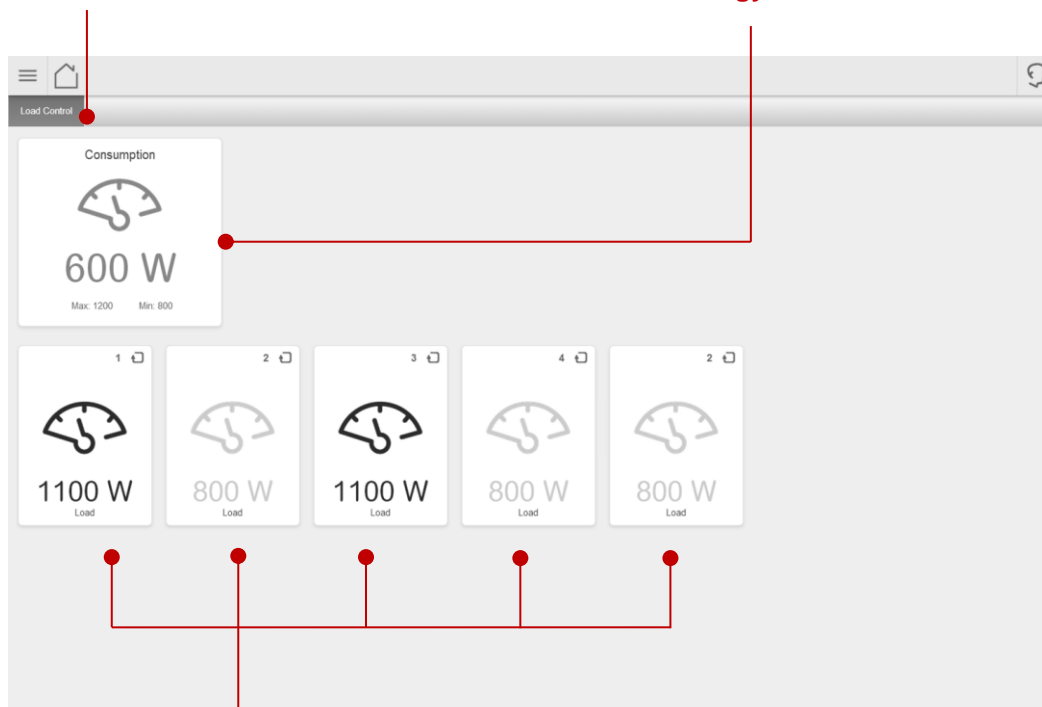 gy
Load Control
Consumption
600 W
Max: 1200 Min: 800
1 2 3 4 2
1100 W 800 W 1100 W 800 W 800 W
Load Load Load Load Load